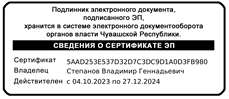 Подлинник электронного документа,
подписанного ЭП,
хранится в системе электронного документооборота
органов власти Чувашской Республики.
СВЕДЕНИЯ О СЕРТИФИКАТЕ ЭП
Сертификат 5AAD253E537D32D7C3DC9D1A0D3FB980
Владелец Степанов Владимир Геннадьевич
Действителен с 04.10.2023 по 27.12.2024